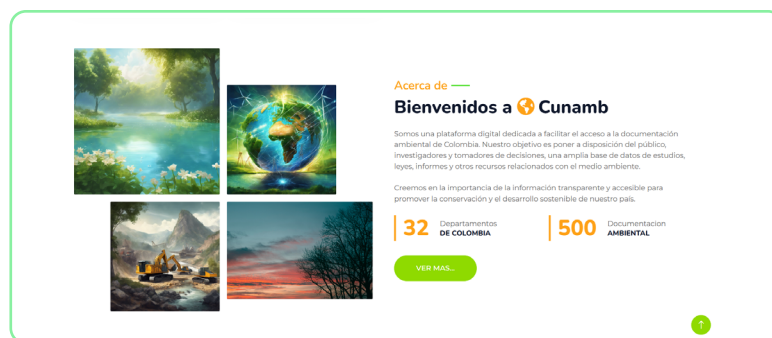 Acerca de
Bienvenidos a Cunamb
Somos una plataforma digital dedicada a facilitar el acceso a la documentación
ambiental de Colombia. Nuestro objetivo es poner a disposición del público,
investigadores y tomadores de decisiones, una amplia base de datos de estudios,
leyes, informes y otros recursos relacionados con el medio ambiente.
Creemos en la importancia de la información transparente y accesible para
promover la conservación y el desarrollo sostenible de nuestro país.
32 Departamentos
DE COLOMBIA
500 Documentacion
AMBIENTAL
VER MAS...